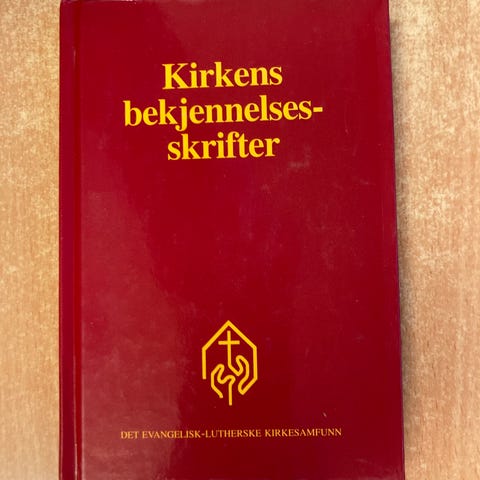 Kirkens
bekjennelses-
skrifter
DET EVANGELISK-LUTHERSKE KIRKESAMFUNN